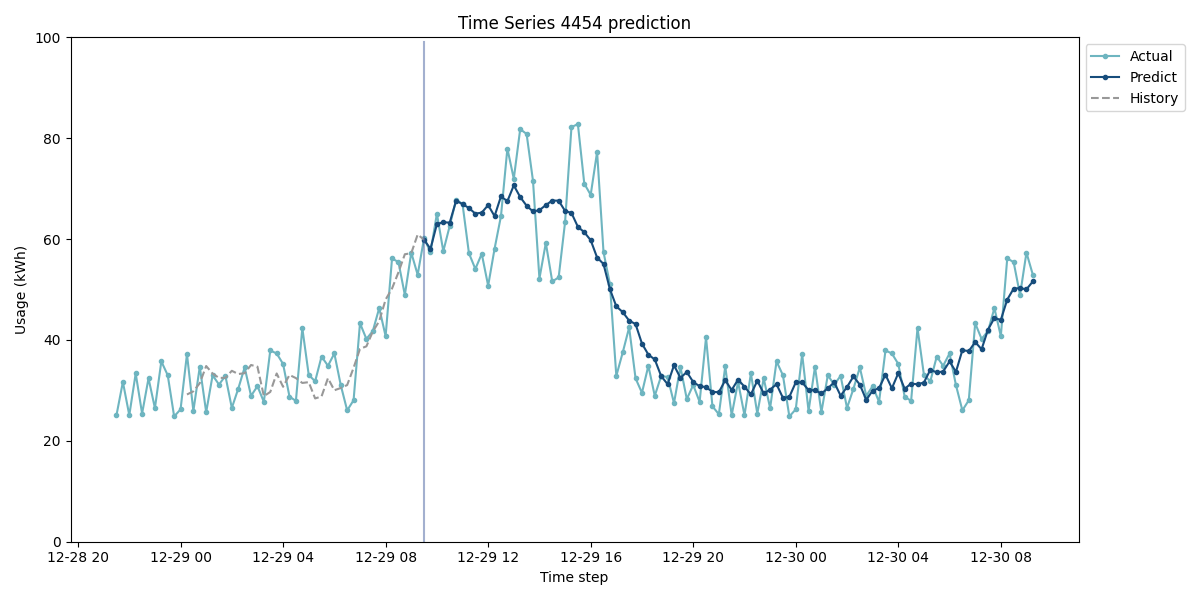 Time Series 4454 prediction
100
80
60
40
20
0
Usage (kWh)
12-28 20
12-29 00
12-29 04
12-29 08
12-29 12
12-29 16
12-29 20
12-30 00
12-30 04
12-30 08
Time step
Actual
Predict
History